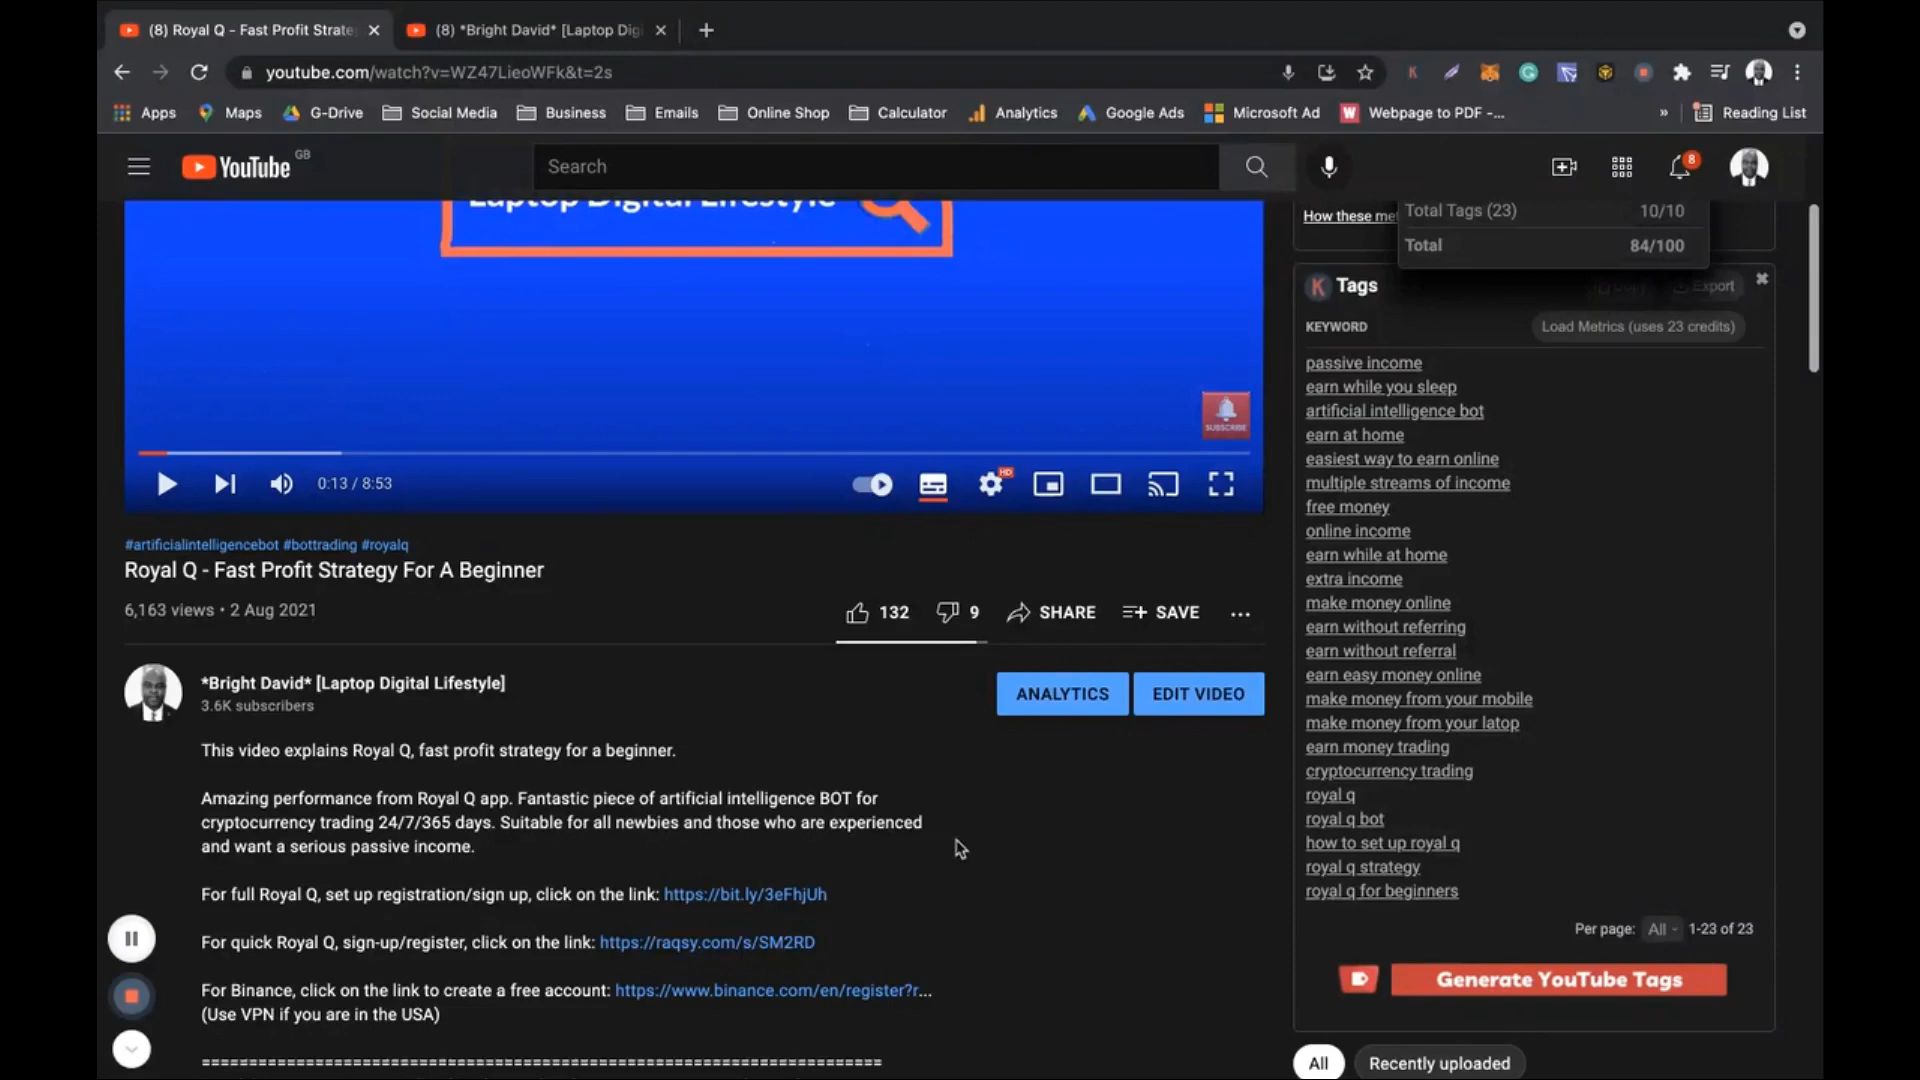 (8) Royal Q - Fast Profit Strate
(8) *Bright David* [Laptop Dig
youtube.com/watch?v=WZ47LieoWFk&t=2s
Apps
Maps
G-Drive
Social Media
Business
Emails
Online Shop
Calculator
Analytics
Google Ads
Microsoft Ad
Webpage to PDF -...
»
Reading List
YouTube
GB
Search
8
Laptop Digital Lifestyle
How these me
Total Tags (23) 10/10
Total 84/100
K Tags
Copy
Export
KEYWORD
Load Metrics (uses 23 credits)
passive income
earn while you sleep
artificial intelligence bot
earn at home
easiest way to earn online
multiple streams of income
free money
online income
earn while at home
extra income
make money online
earn without referring
earn without referral
earn easy money online
make money from your mobile
make money from your latop
earn money trading
cryptocurrency trading
royal q
royal q bot
how to set up royal q
royal q strategy
royal q for beginners
Per page: All 1-23 of 23
Generate YouTube Tags
All
Recently uploaded
SUBSCRIBE
0:13 / 8:53
HD
#artificialintelligencebot #bottrading #royalq
Royal Q - Fast Profit Strategy For A Beginner
6,163 views • 2 Aug 2021
132
9
SHARE
SAVE
...
*Bright David* [Laptop Digital Lifestyle]
3.6K subscribers
ANALYTICS
EDIT VIDEO
This video explains Royal Q, fast profit strategy for a beginner.
Amazing performance from Royal Q app. Fantastic piece of artificial intelligence BOT for
cryptocurrency trading 24/7/365 days. Suitable for all newbies and those who are experienced
and want a serious passive income.
For full Royal Q, set up registration/sign up, click on the link: https://bit.ly/3eFhjUh
For quick Royal Q, sign-up/register, click on the link: https://raqsy.com/s/SM2RD
For Binance, click on the link to create a free account: https://www.binance.com/en/register?r...
(Use VPN if you are in the USA)
======================================================================